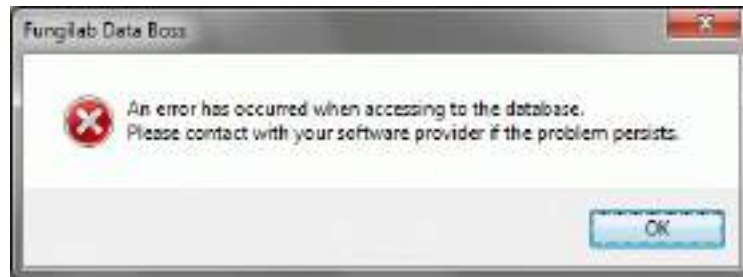 Fungilab Data Boss
An error has occurred when accessing to the database.
Please contact with your software provider if the problem persists.
OK